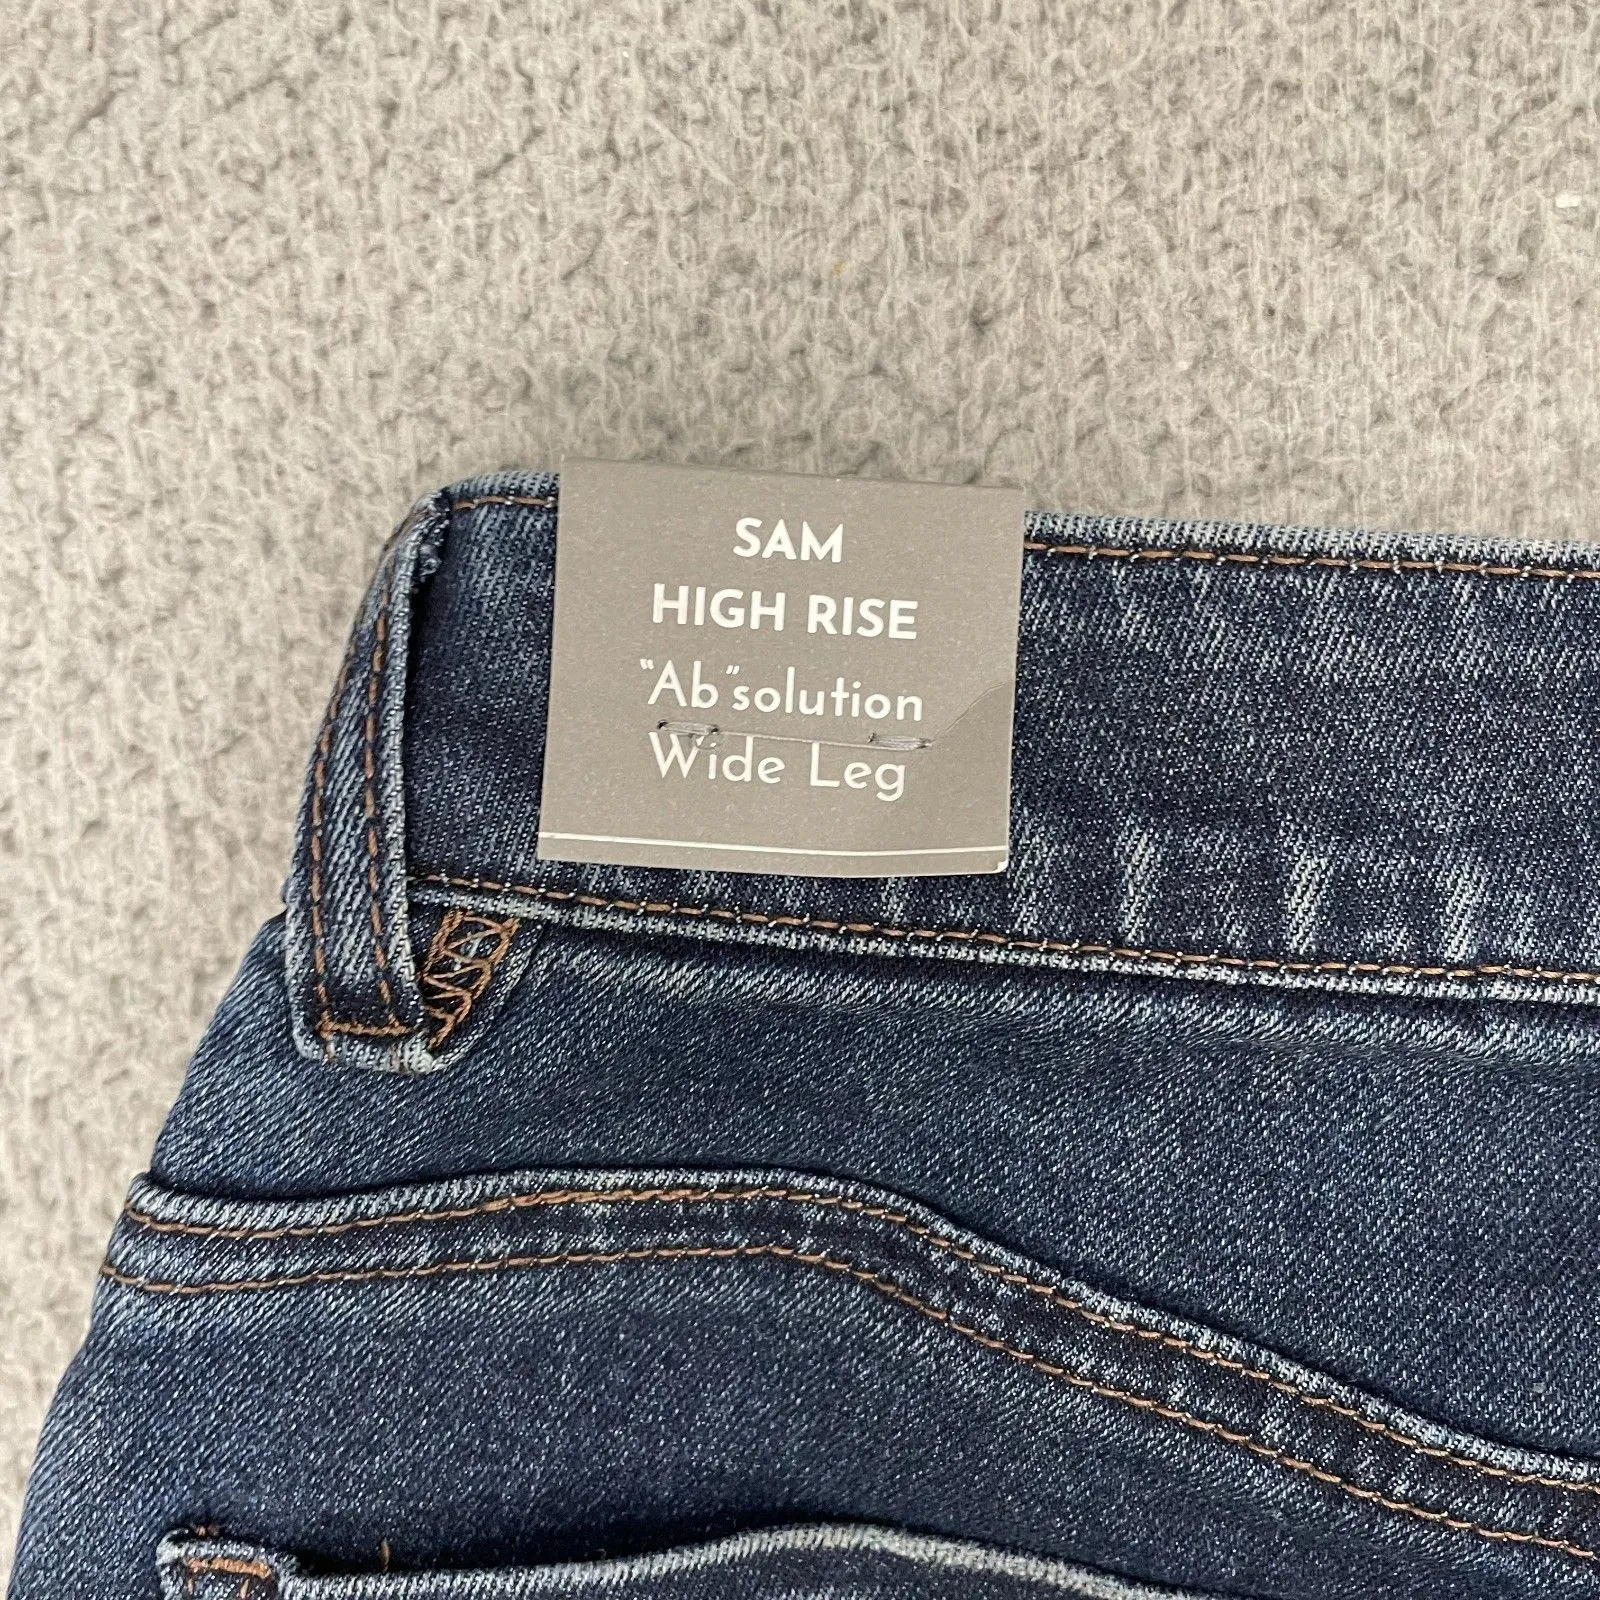 SAM
HIGH RISE
"Ab"solution
Wide Leg